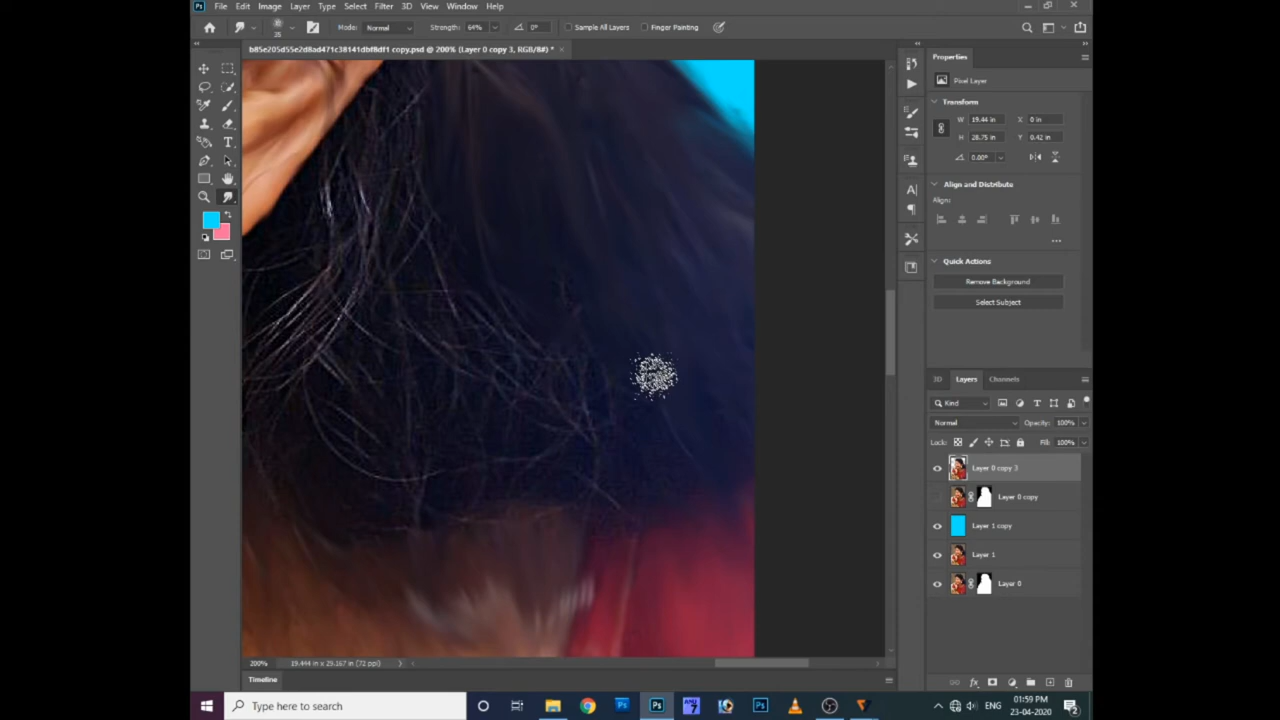 File Edit Image Layer Type Select Filter 3D View Window Help
25 Mode: Normal Strength: 64% 0° Sample All Layers Finger Painting
b85e205d55e2d8ad471c38141dbf8df1 copy.psd @ 200% (Layer 0 copy 3, RGB/8#) *
Properties
Pixel Layer
Transform
W 19.44 in X 0 in
H 28.75 in Y 0.42 in
0.00°
Align and Distribute
Align:
Quick Actions
Remove Background
Select Subject
3D Layers Channels
Kind
Normal Opacity: 100%
Lock: Fill: 100%
Layer 0 copy 3
Layer 0 copy
Layer 1 copy
Layer 1
Layer 0
200% 19.444 in x 29.167 in (72 ppi)
Timeline
Type here to search
ENG
01:59 PM
23-04-2020
2